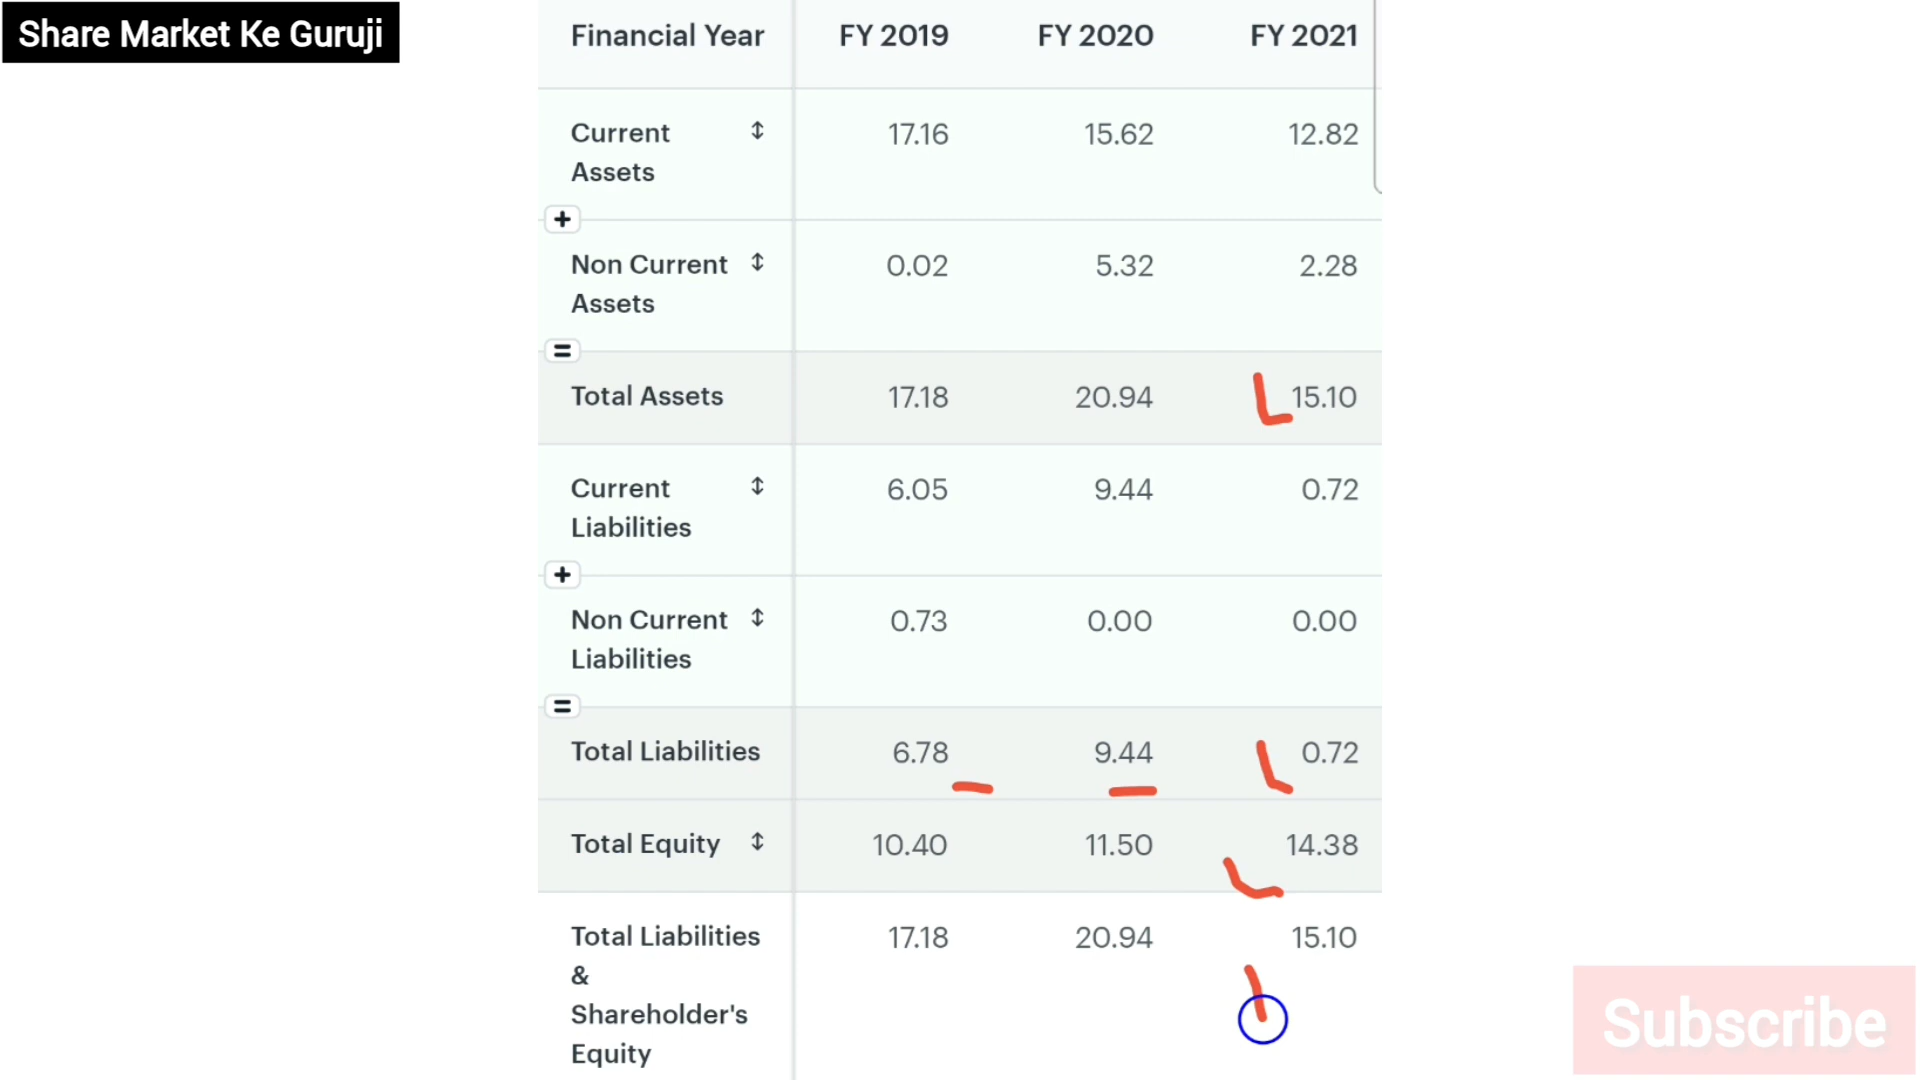 Share Market Ke Guruji
Financial Year FY 2019 FY 2020 FY 2021
Current Assets 17.16 15.62 12.82
+
Non Current Assets 0.02 5.32 2.28
=
Total Assets 17.18 20.94 15.10
Current Liabilities 6.05 9.44 0.72
+
Non Current Liabilities 0.73 0.00 0.00
=
Total Liabilities 6.78 9.44 0.72
Total Equity 10.40 11.50 14.38
Total Liabilities & Shareholder's Equity 17.18 20.94 15.10
Subscribe